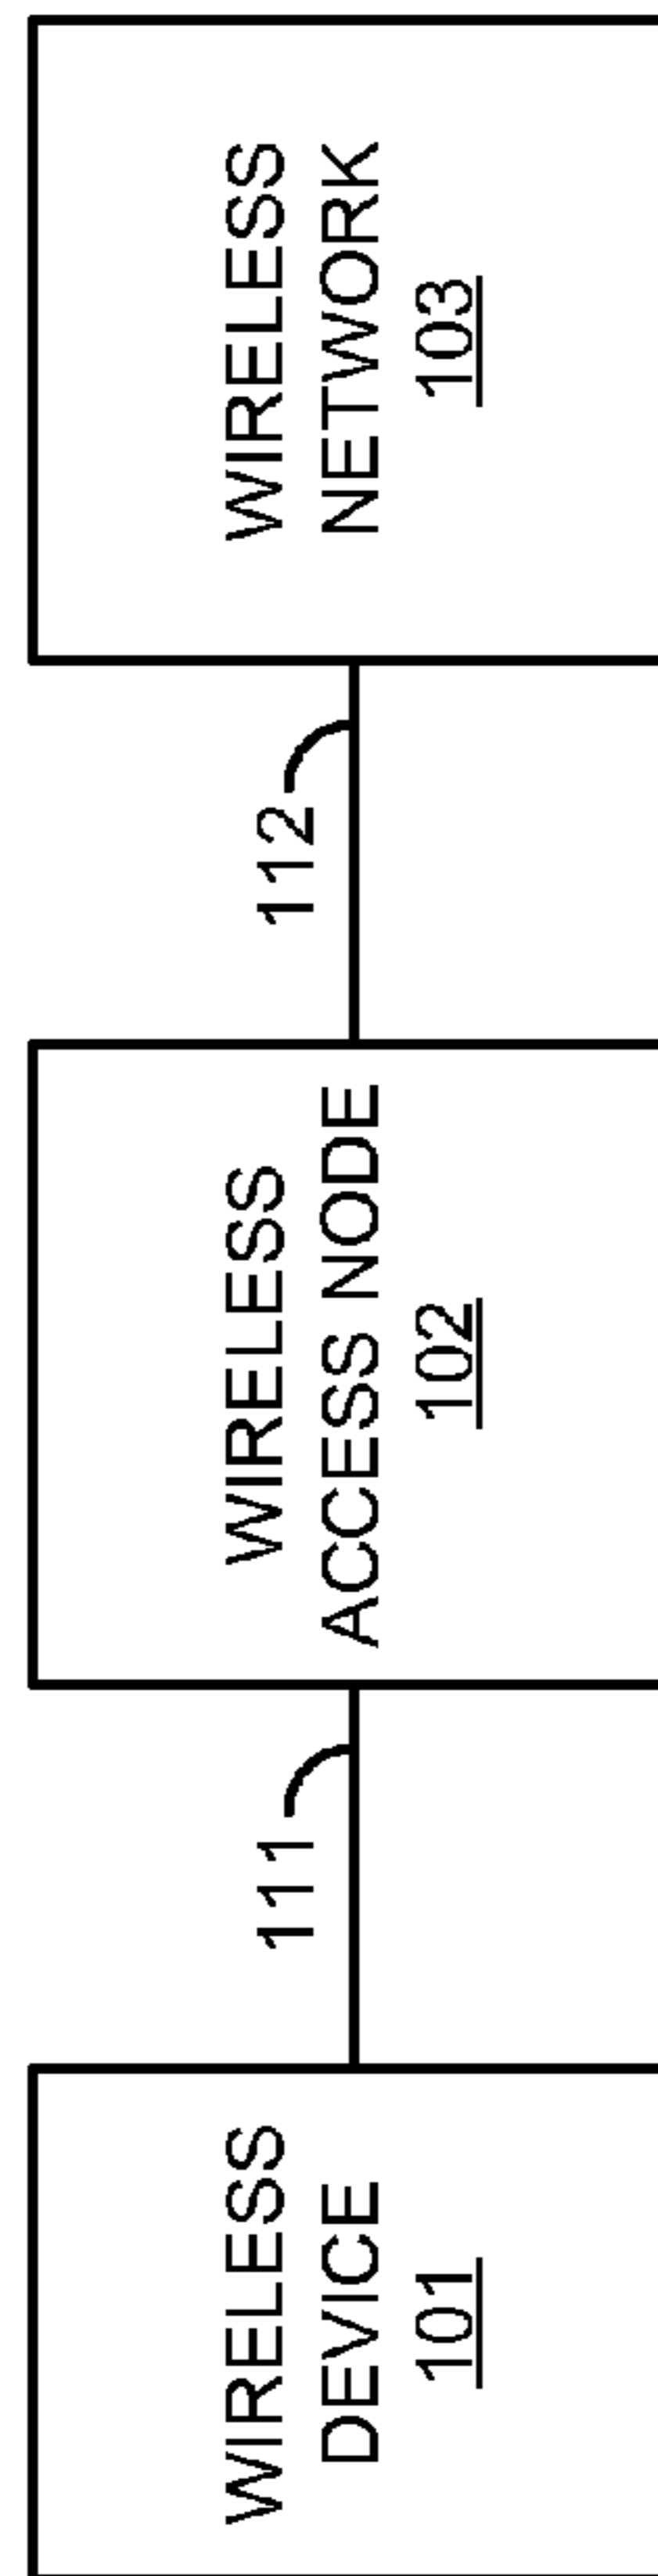 WIRELESS
DEVICE
101
111
WIRELESS
ACCESS NODE
102
112
WIRELESS
NETWORK
103